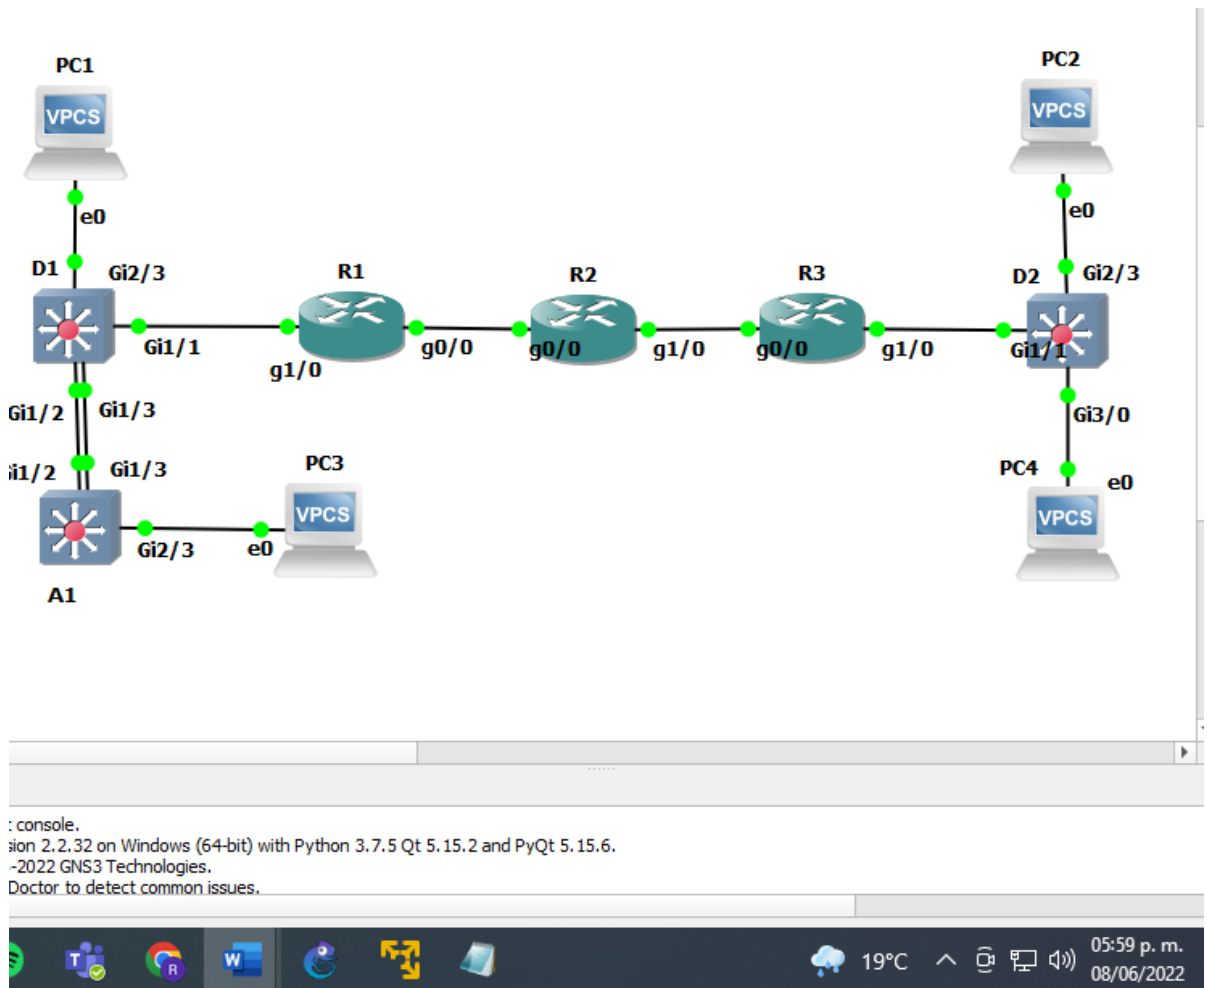 PC1
PC2
VPCS
VPCS
e0
e0
D1
Gi2/3
R1
R2
R3
D2
Gi2/3
Gi1/1
g1/0
g0/0
g0/0
g1/0
g0/0
g1/0
Gi1/1
Gi1/2
Gi1/3
Gi3/0
i1/2
Gi1/3
PC3
PC4
e0
VPCS
VPCS
Gi2/3
e0
A1
console.
sion 2.2.32 on Windows (64-bit) with Python 3.7.5 Qt 5.15.2 and PyQt 5.15.6.
-2022 GNS3 Technologies.
Doctor to detect common issues.
T
R
W
19°C
05:59 p. m.
08/06/2022